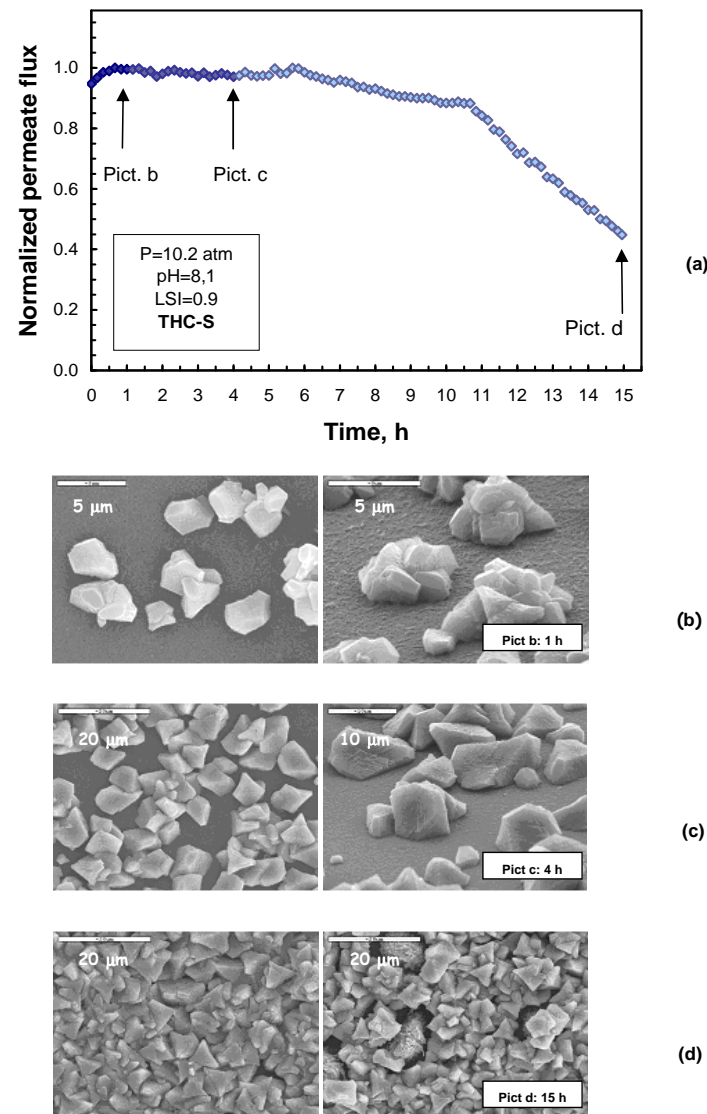 Normalized permeate flux
1.0
0.8
0.6
0.4
0.2
0.0
Pict. b
Pict. c
Pict. d
P=10.2 atm
pH=8,1
LSI=0.9
THC-S
0 1 2 3 4 5 6 7 8 9 10 11 12 13 14 15
Time, h
(a)
5 μm
5 μm
Pict b: 1 h
(b)
20 μm
10 μm
Pict c: 4 h
(c)
20 μm
20 μm
Pict d: 15 h
(d)